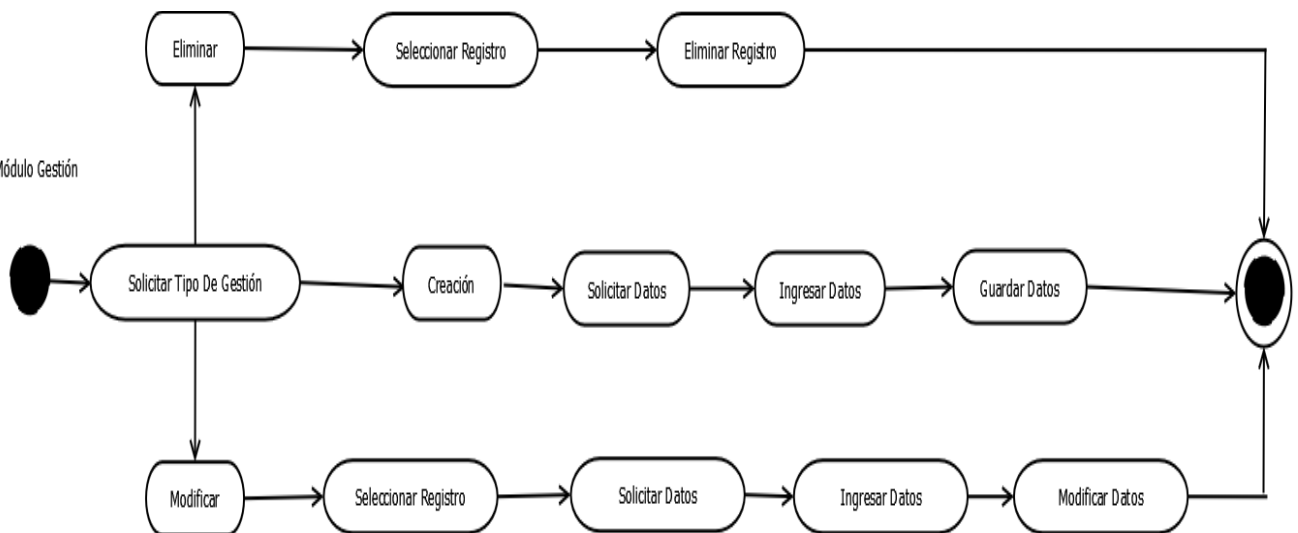 Eliminar
Seleccionar Registro
Eliminar Registro
Módulo Gestión
Solicitar Tipo De Gestión
Creación
Solicitar Datos
Ingresar Datos
Guardar Datos
Modificar
Seleccionar Registro
Solicitar Datos
Ingresar Datos
Modificar Datos